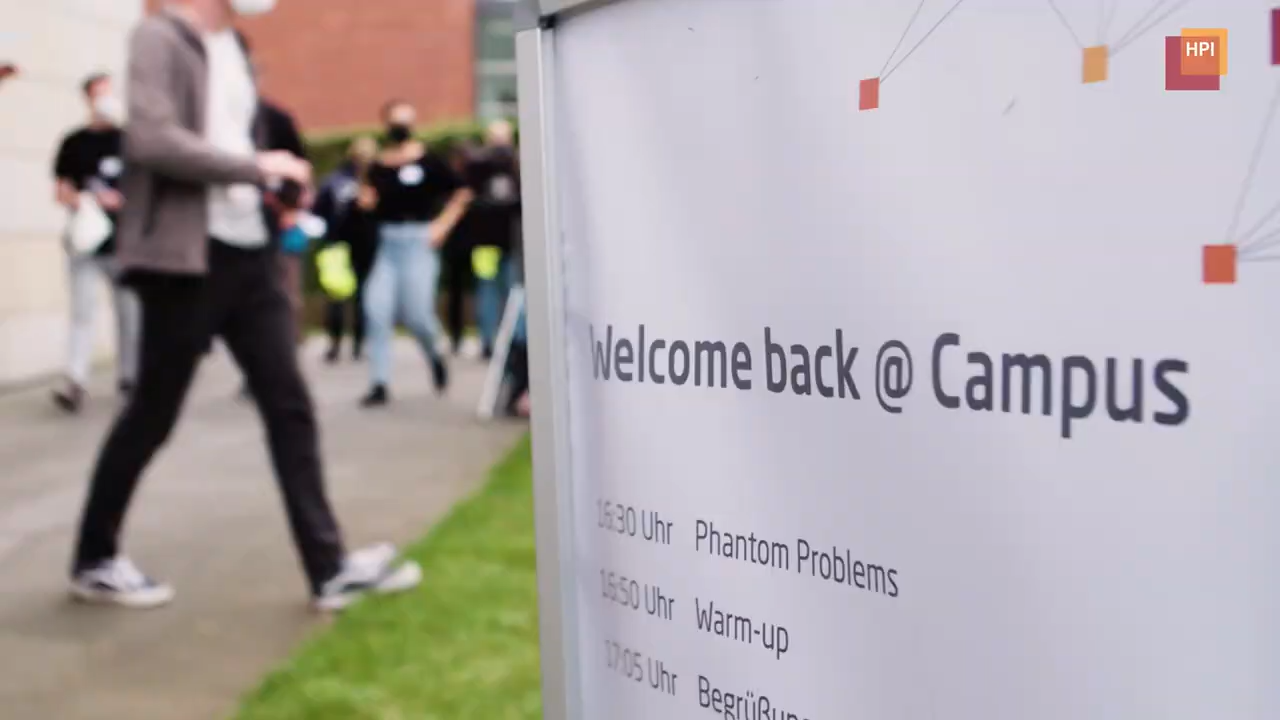 HPI
Welcome back @ Campus
16:30 Uhr Phantom Problems
16:50 Uhr Warm-up
17:05 Uhr